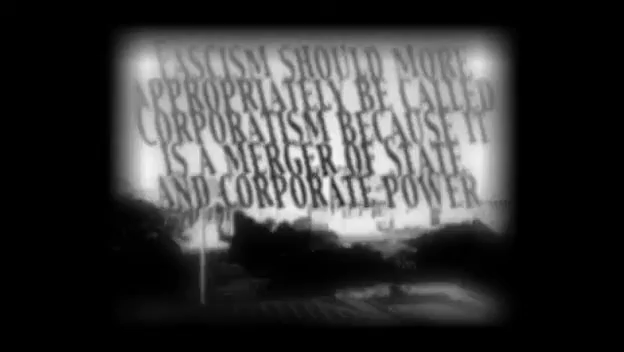 FASCISM SHOULD MORE
APPROPRIATELY BE CALLED
CORPORATISM BECAUSE IT
IS A MERGER OF STATE
AND CORPORATE POWER